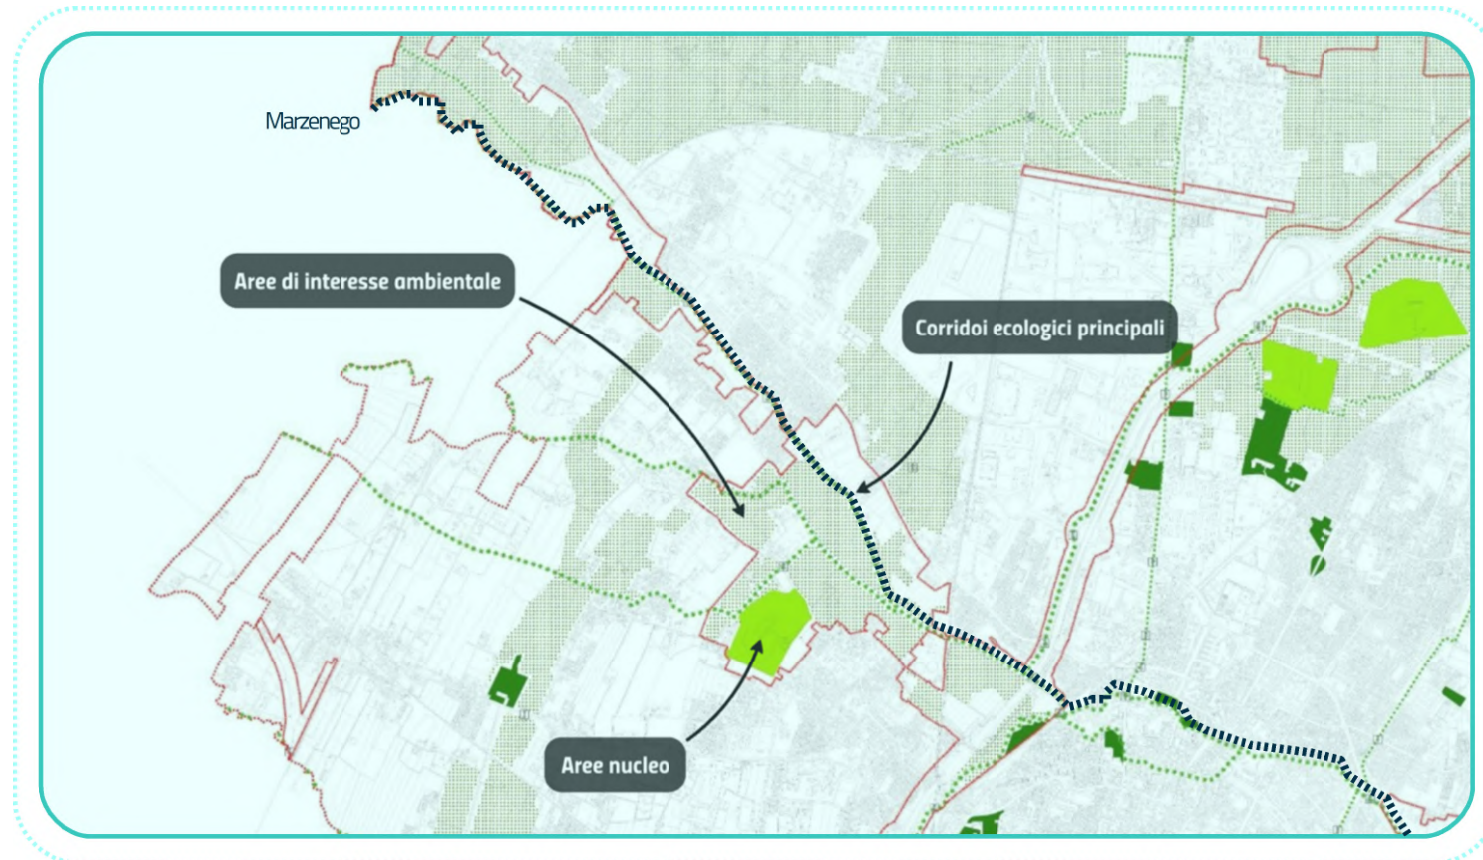 Marzenego
Aree di interesse ambientale
Corridoi ecologici principali
Aree nucleo